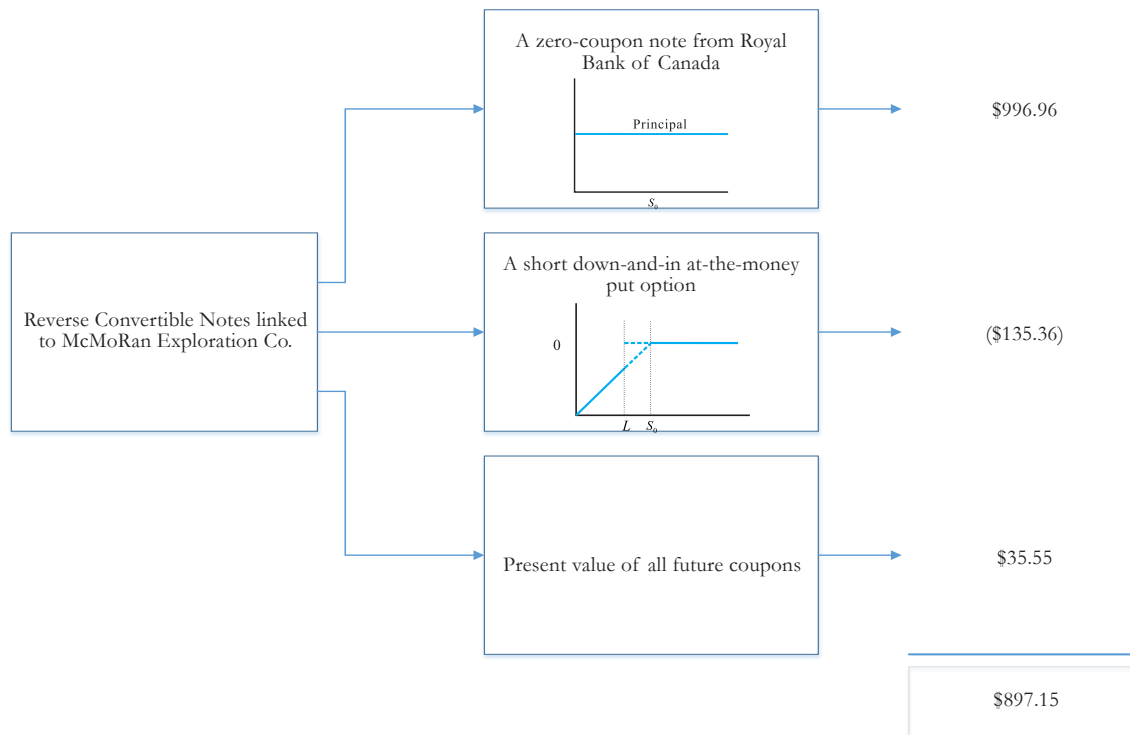 A zero-coupon note from Royal
Bank of Canada
Principal
S₀
$996.96
Reverse Convertible Notes linked
to McMoRan Exploration Co.
A short down-and-in at-the-money
put option
0
L S₀
($135.36)
Present value of all future coupons
$35.55
$897.15